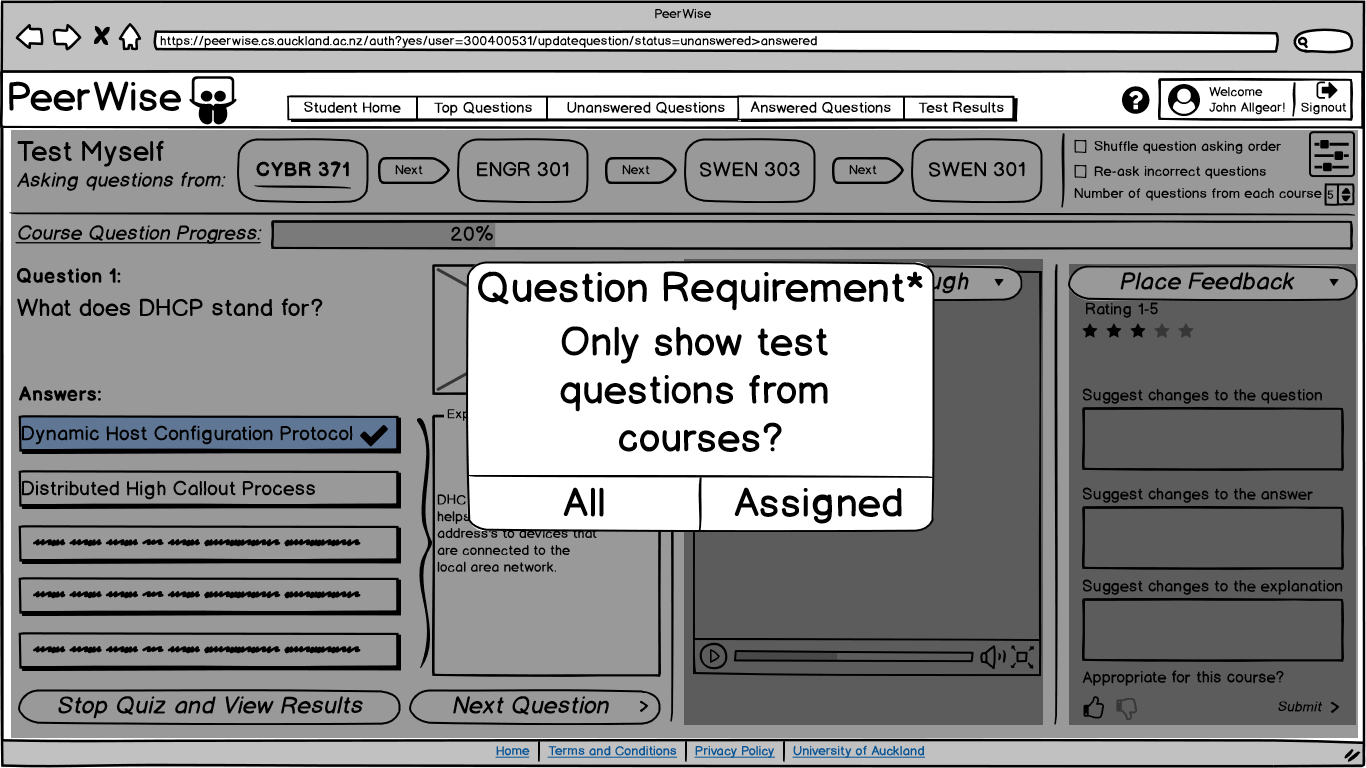 PeerWise
https://peerwise.cs.auckland.ac.nz/auth?yes/user=300400531/updatequestion/status=unanswered>answered
PeerWise
Student Home
Top Questions
Unanswered Questions
Answered Questions
Test Results
?
Welcome
John Allgear!
Signout
Test Myself
Asking questions from:
CYBR 371
Next
ENGR 301
Next
SWEN 303
Next
SWEN 301
Shuffle question asking order
Re-ask incorrect questions
Number of questions from each course 5
Course Question Progress:
20%
Question 1:
What does DHCP stand for?
Answers:
Dynamic Host Configuration Protocol
Distributed High Callout Process
Exp
DHC
helps
address's to devices that
are connected to the
local area network.
Stop Quiz and View Results
Next Question >
Question Requirement*
Only show test
questions from
courses?
All
Assigned
ugh
Place Feedback
Rating 1-5
Suggest changes to the question
Suggest changes to the answer
Suggest changes to the explanation
Appropriate for this course?
Submit >
Home
Terms and Conditions
Privacy Policy
University of Auckland